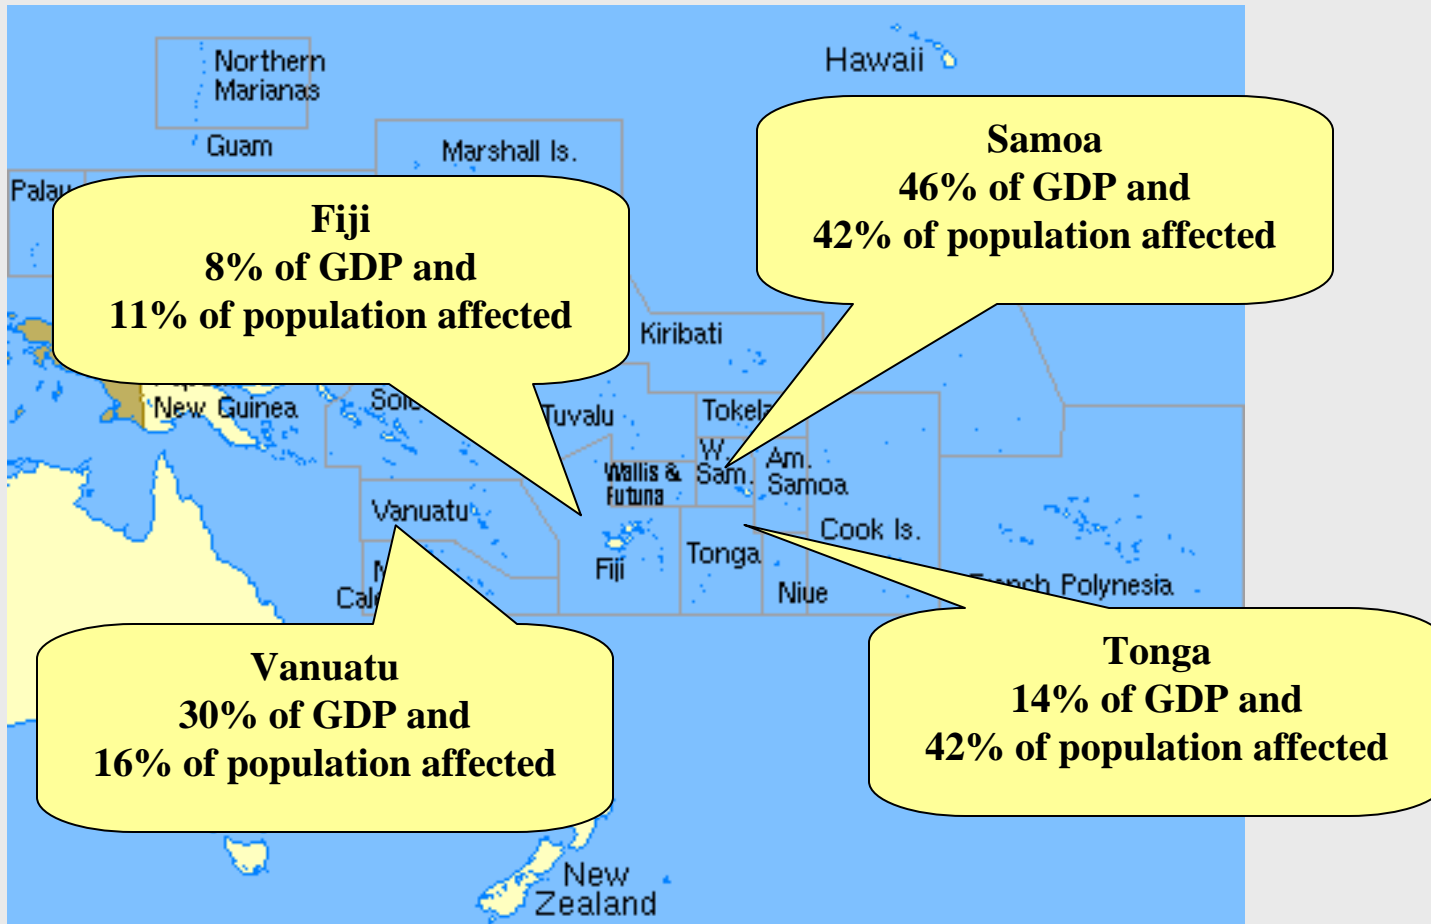 Northern
Marianas
Guam
Hawaii
Marshall Is.
Palau
Samoa
46% of GDP and
42% of population affected
Fiji
8% of GDP and
11% of population affected
Kiribati
New Guinea
Tuvalu
W.
Sam.
Am.
Samoa
Wallis &
Futuna
Vanuatu
Cook Is.
Fiji
Tonga
Niue
French Polynesia
Vanuatu
30% of GDP and
16% of population affected
Tonga
14% of GDP and
42% of population affected
New
Zealand